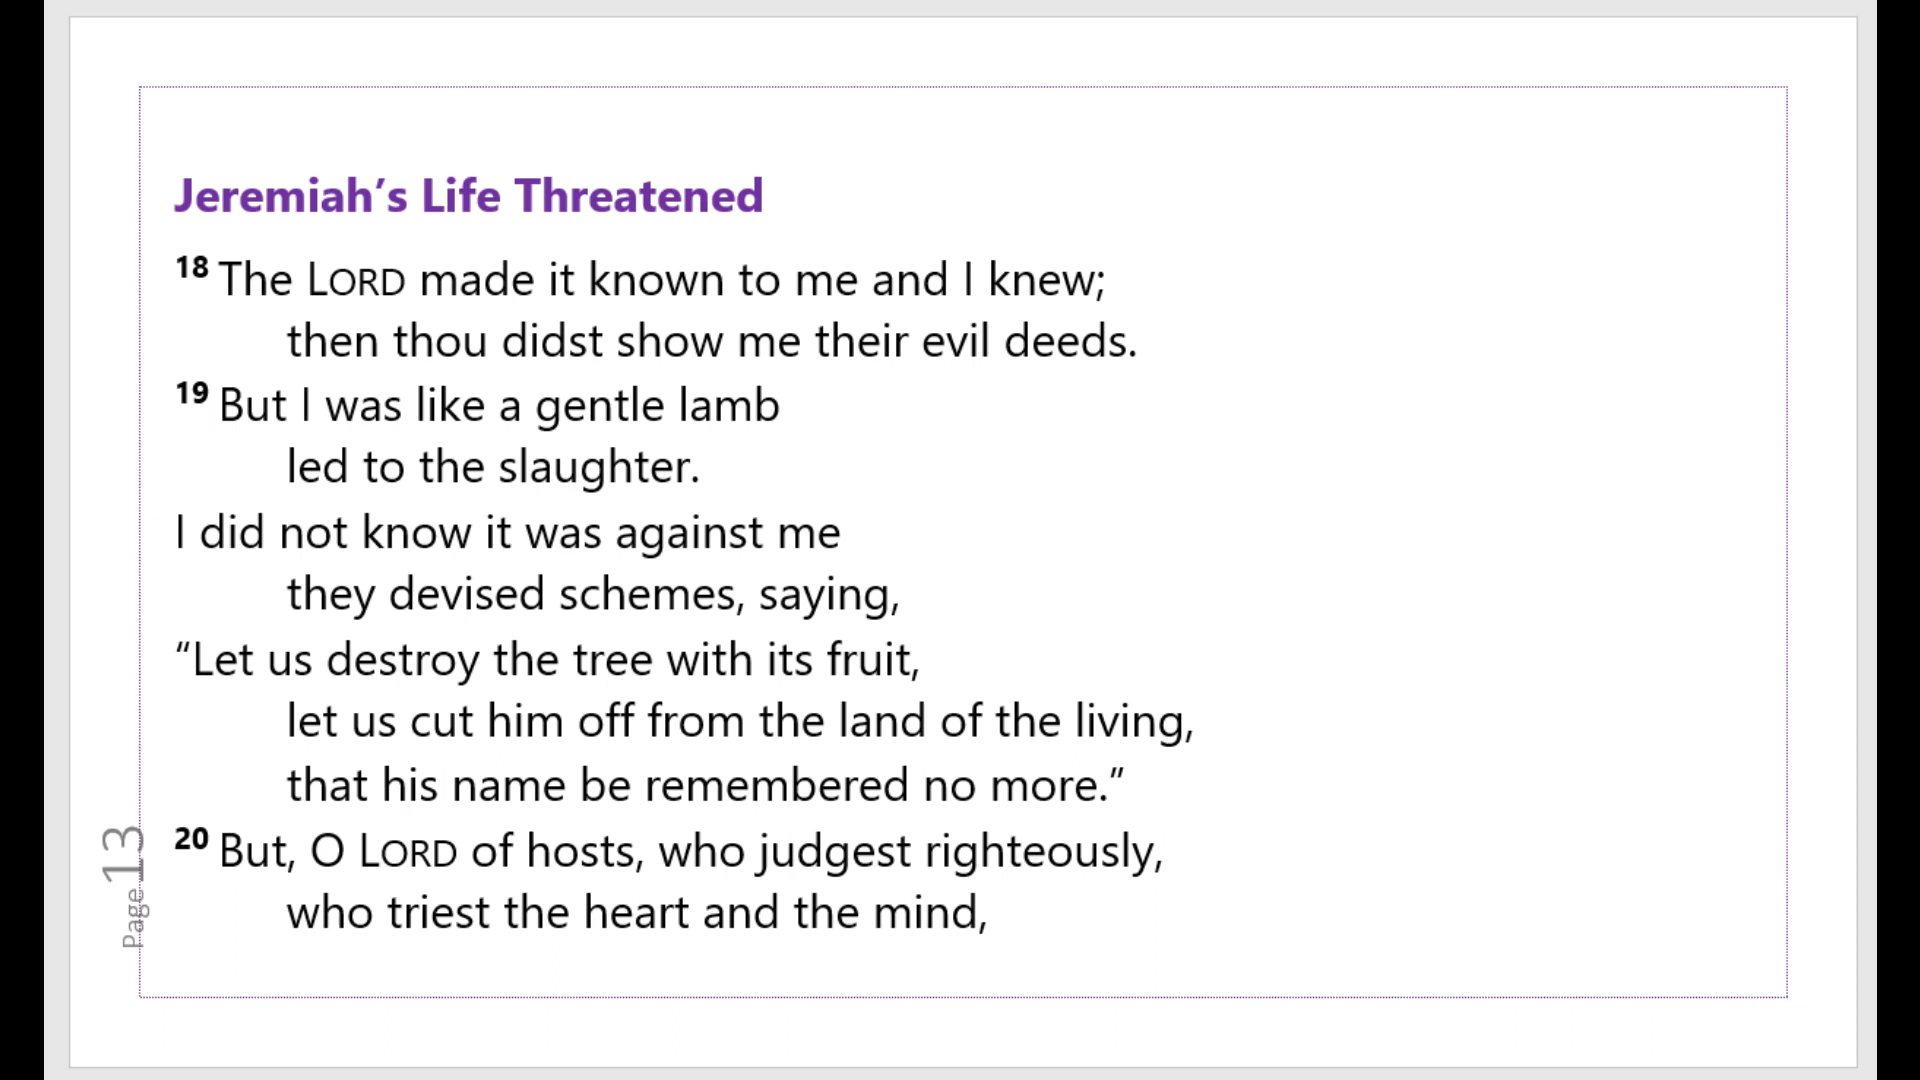 Jeremiah’s Life Threatened
18 The LORD made it known to me and I knew;
then thou didst show me their evil deeds.
19 But I was like a gentle lamb
led to the slaughter.
I did not know it was against me
they devised schemes, saying,
“Let us destroy the tree with its fruit,
let us cut him off from the land of the living,
that his name be remembered no more.”
20 But, O LORD of hosts, who judgest righteously,
who triest the heart and the mind,
Page 13